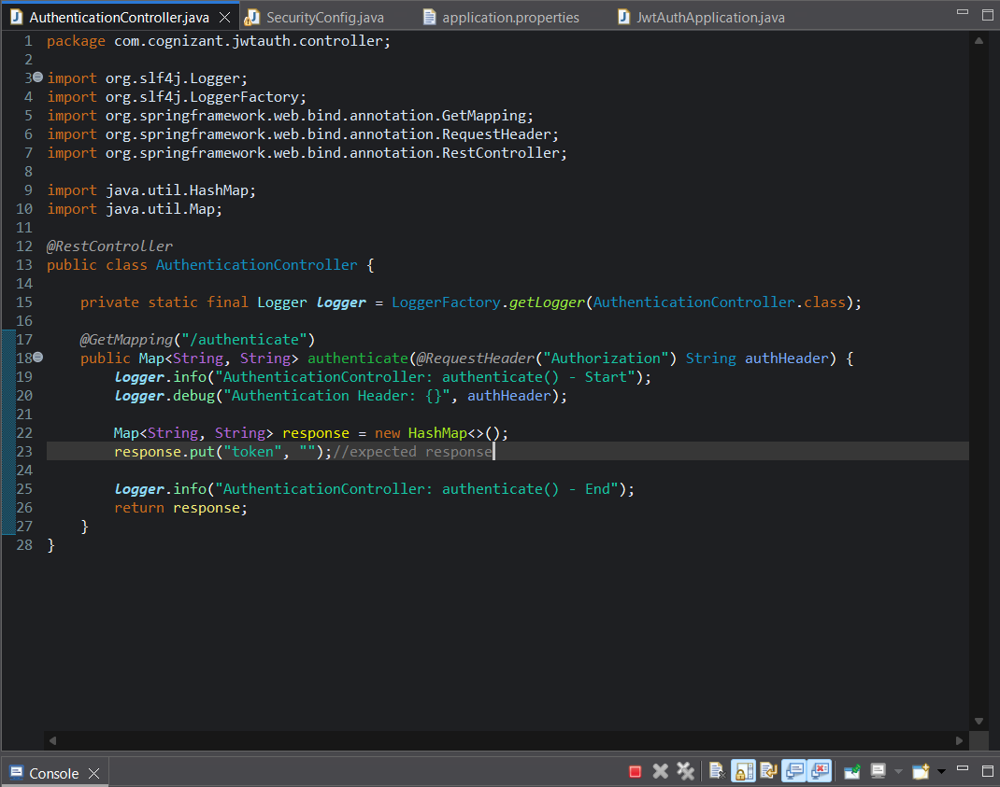 AuthenticationController.java SecurityConfig.java application.properties JwtAuthApplication.java
1 package com.cognizant.jwtauth.controller;
2
3 import org.slf4j.Logger;
4 import org.slf4j.LoggerFactory;
5 import org.springframework.web.bind.annotation.GetMapping;
6 import org.springframework.web.bind.annotation.RequestHeader;
7 import org.springframework.web.bind.annotation.RestController;
8
9 import java.util.HashMap;
10 import java.util.Map;
11
12 @RestController
13 public class AuthenticationController {
14
15     private static final Logger logger = LoggerFactory.getLogger(AuthenticationController.class);
16
17     @GetMapping("/authenticate")
18     public Map<String, String> authenticate(@RequestHeader("Authorization") String authHeader) {
19         logger.info("AuthenticationController: authenticate() - Start");
20         logger.debug("Authentication Header: {}", authHeader);
21
22         Map<String, String> response = new HashMap<>();
23         response.put("token", "");//expected response
24
25         logger.info("AuthenticationController: authenticate() - End");
26         return response;
27     }
28 }
Console